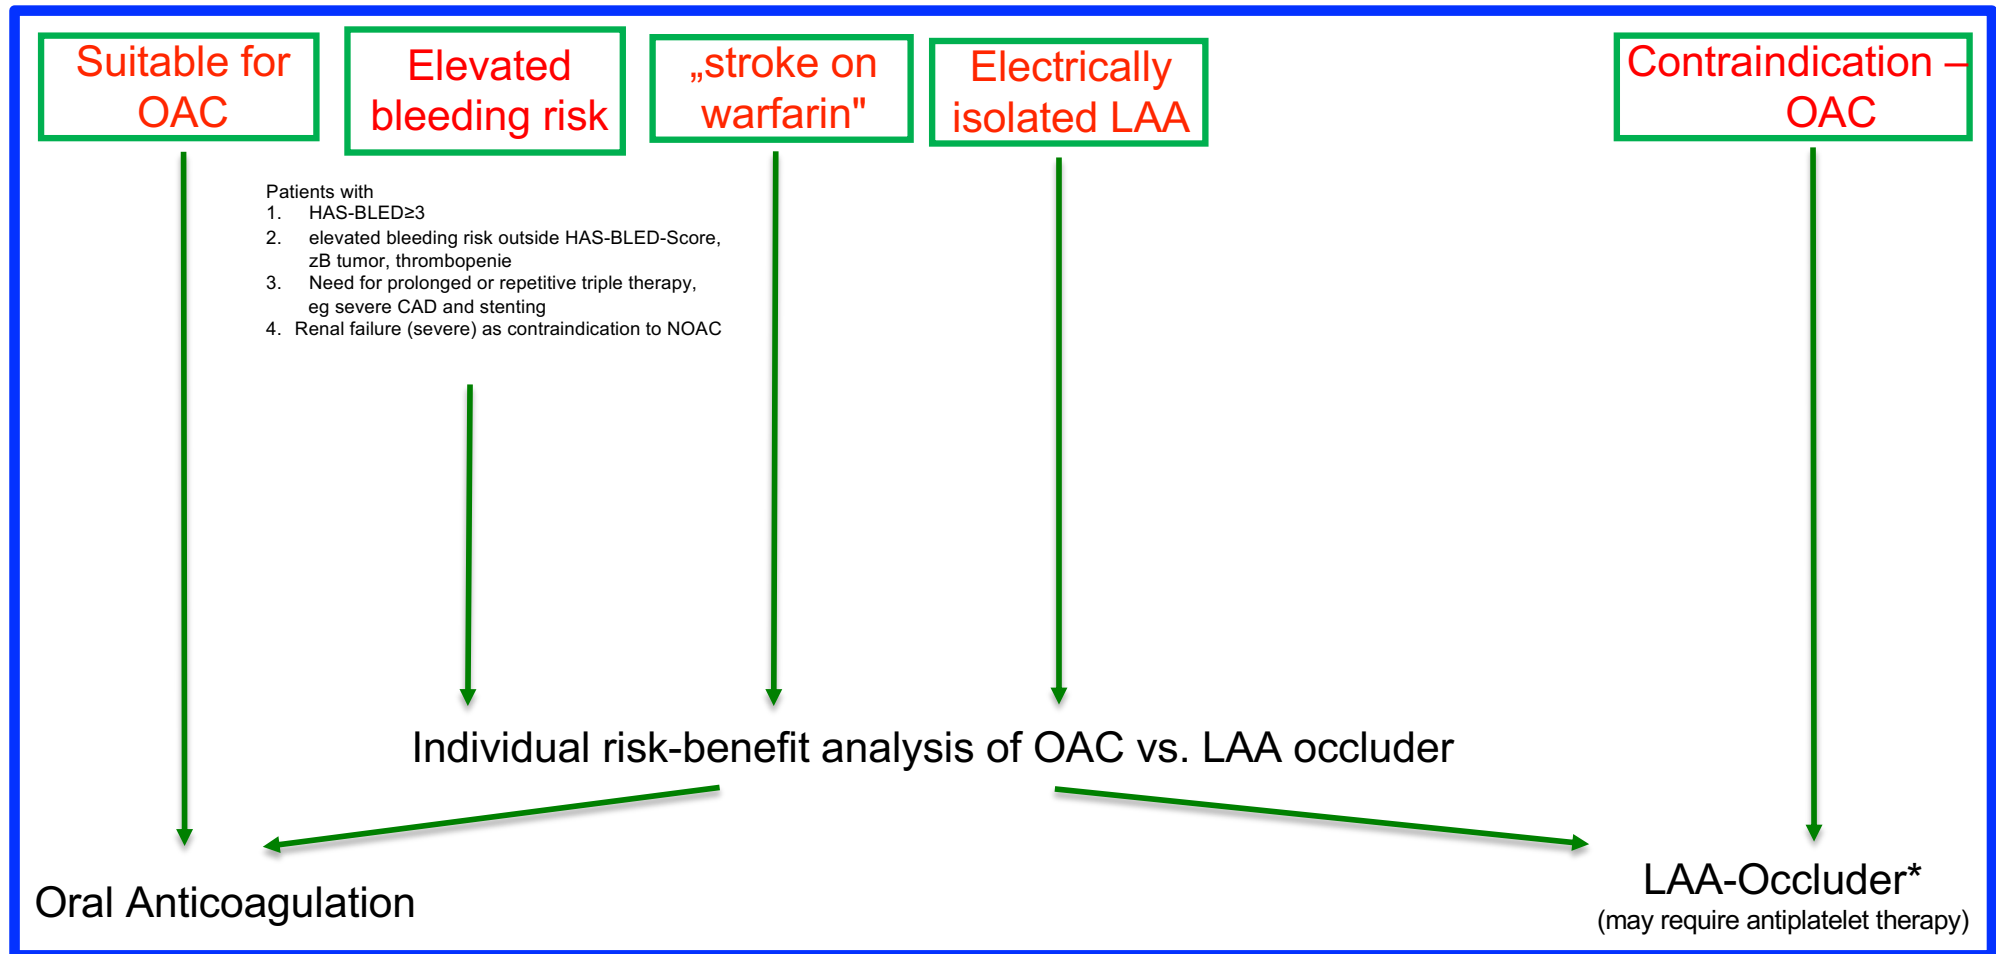 Suitable for
OAC
Elevated
bleeding risk
„stroke on
warfarin"
Electrically
isolated LAA
Contraindication –
OAC
Patients with
1. HAS-BLED≥3
2. elevated bleeding risk outside HAS-BLED-Score,
zB tumor, thrombopenie
3. Need for prolonged or repetitive triple therapy,
eg severe CAD and stenting
4. Renal failure (severe) as contraindication to NOAC
Individual risk-benefit analysis of OAC vs. LAA occluder
Oral Anticoagulation
LAA-Occluder*
(may require antiplatelet therapy)